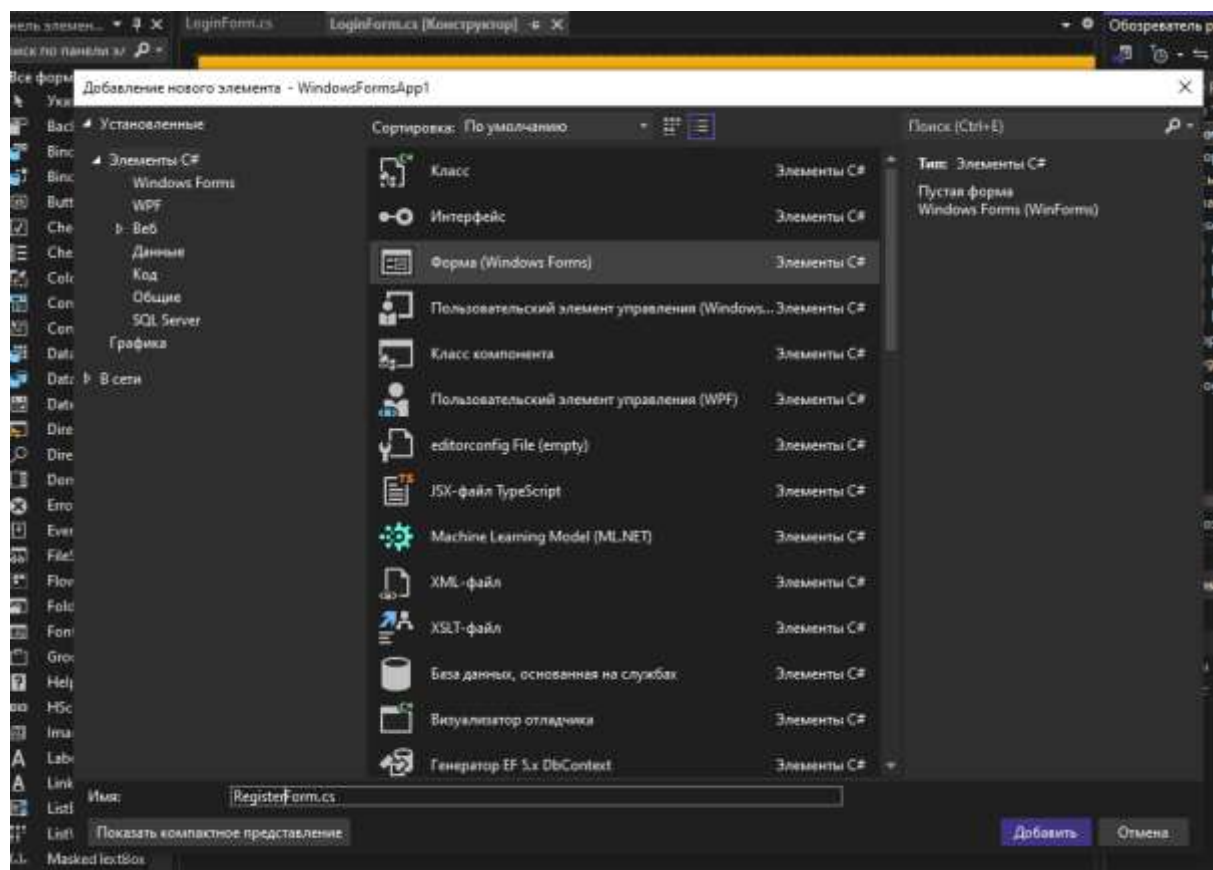 LoginForm.cs
LoginForm.cs [Конструктор]
Обозреватель
Все
Добавление нового элемента - WindowsFormsApp1
Установленные
Элементы C#
Windows Forms
WPF
Веб
Данные
Код
Общие
SQL Server
Графика
В сети
Сортировка: По умолчанию
Класс Элементы C#
Интерфейс Элементы C#
Форма (Windows Forms) Элементы C#
Пользовательский элемент управления (Windows... Элементы C#
Класс компонента Элементы C#
Пользовательский элемент управления (WPF) Элементы C#
editorconfig File (empty) Элементы C#
JSX-файл TypeScript Элементы C#
Machine Learning Model (ML.NET) Элементы C#
XML-файл Элементы C#
XSLT-файл Элементы C#
База данных, основанная на службах Элементы C#
Визуализатор отладчика Элементы C#
Генератор EF 5.x DbContext Элементы C#
Поиск (Ctrl+E)
Тип: Элементы C#
Пустая форма
Windows Forms (WinForms)
Имя: RegisterForm.cs
Показать компактное представление
Добавить Отмена
MaskedTextBox